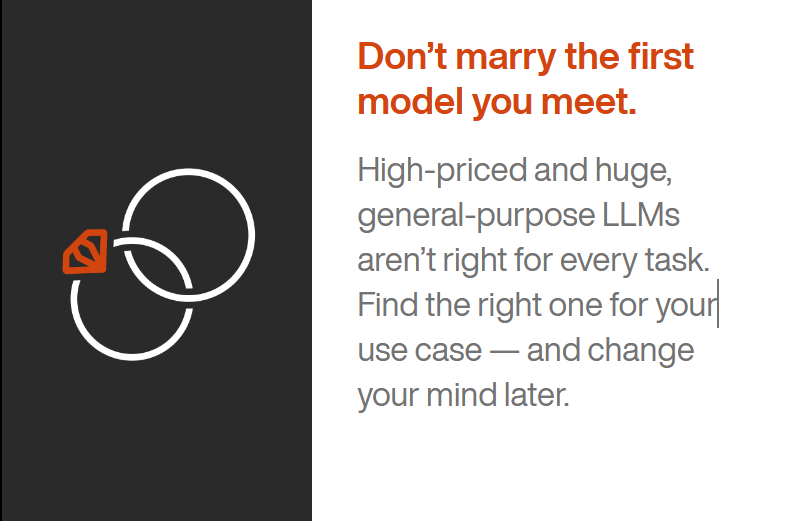 Don’t marry the first
model you meet.
High-priced and huge,
general-purpose LLMs
aren’t right for every task.
Find the right one for your
use case — and change
your mind later.